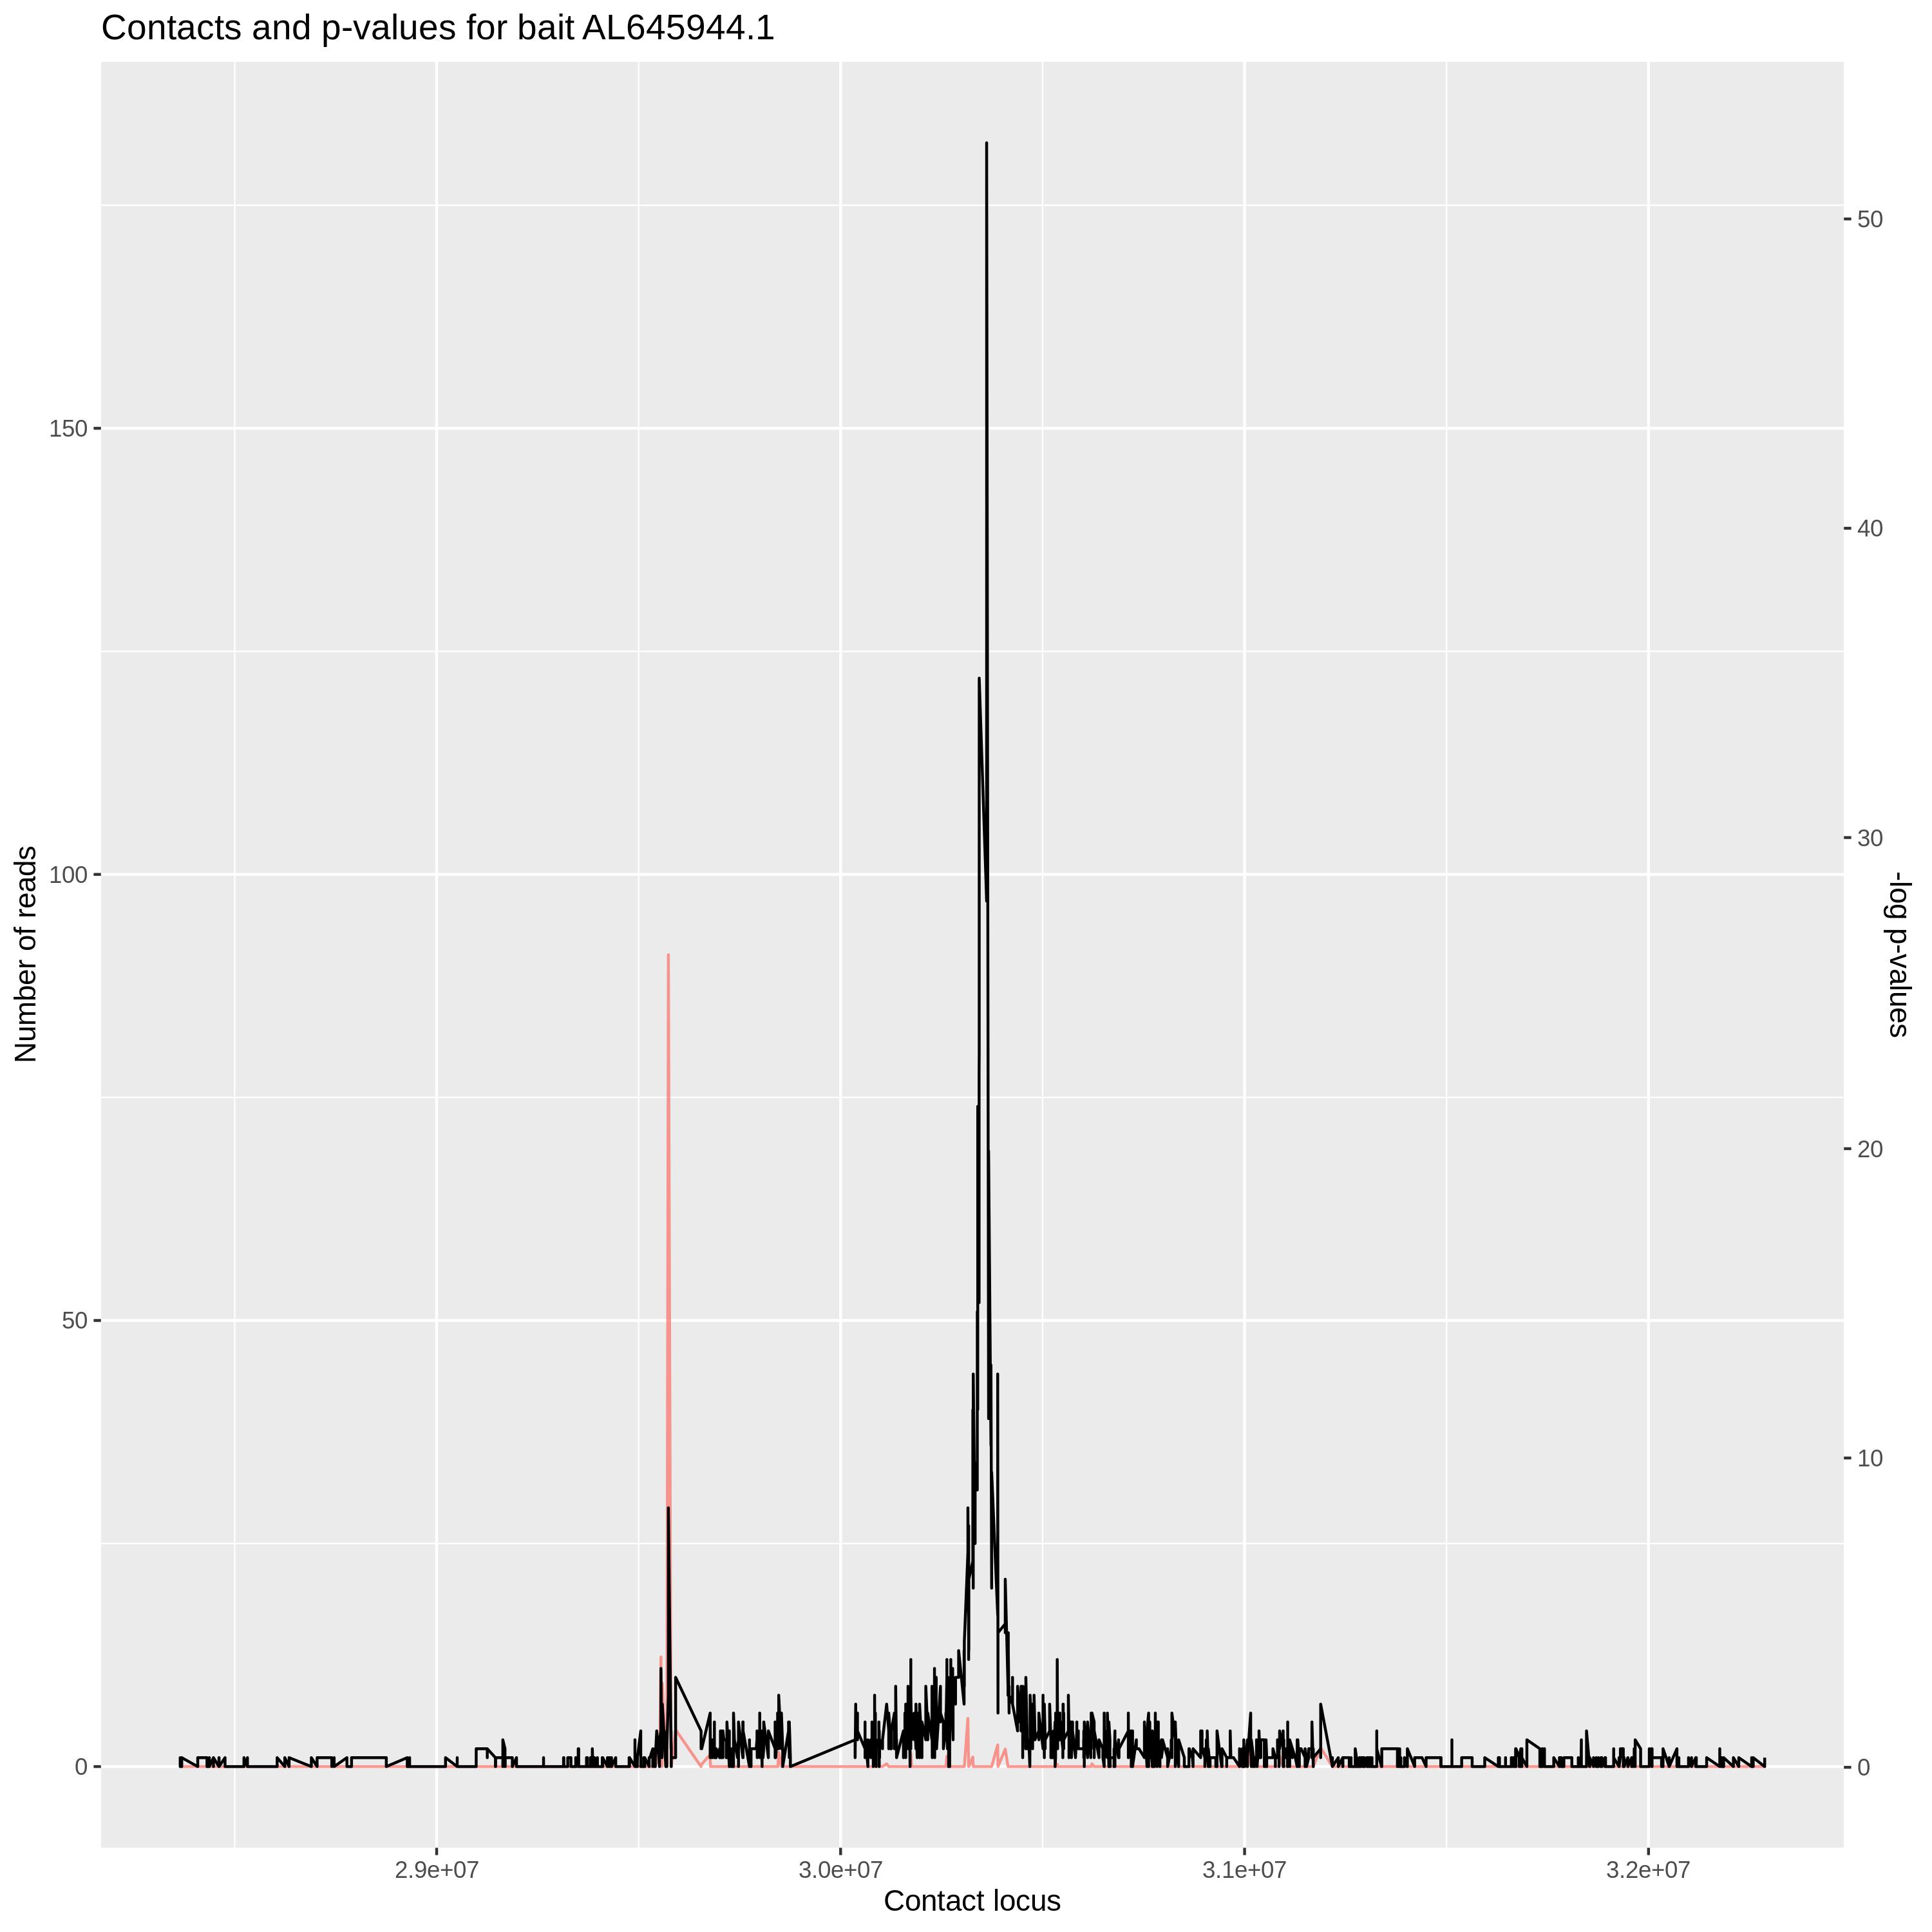 Contacts and p-values for bait AL645944.1
Number of reads
150
100
50
0
50
40
30
20
10
0
-log p-values
2.9e+07
3.0e+07
3.1e+07
3.2e+07
Contact locus